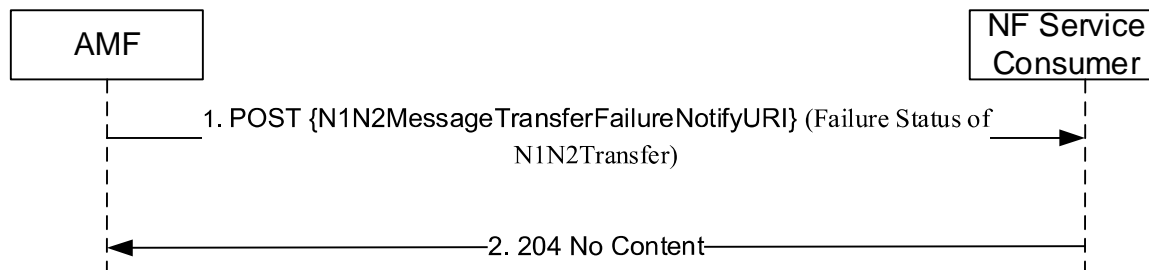 AMF
NF Service
Consumer
1. POST {N1N2MessageTransferFailureNotifyURI} (Failure Status of
N1N2Transfer)
2. 204 No Content